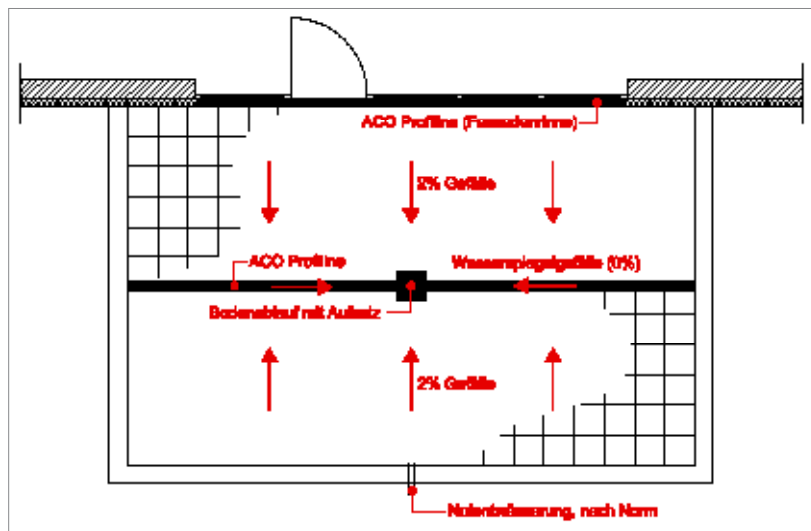 ACO Profiline (Fassadenrinne)
2% Gefälle
ACO Profiline
Wasserspiegelgefälle (0%)
Bodenablauf mit Aufsatz
2% Gefälle
Notentwässerung, nach Norm